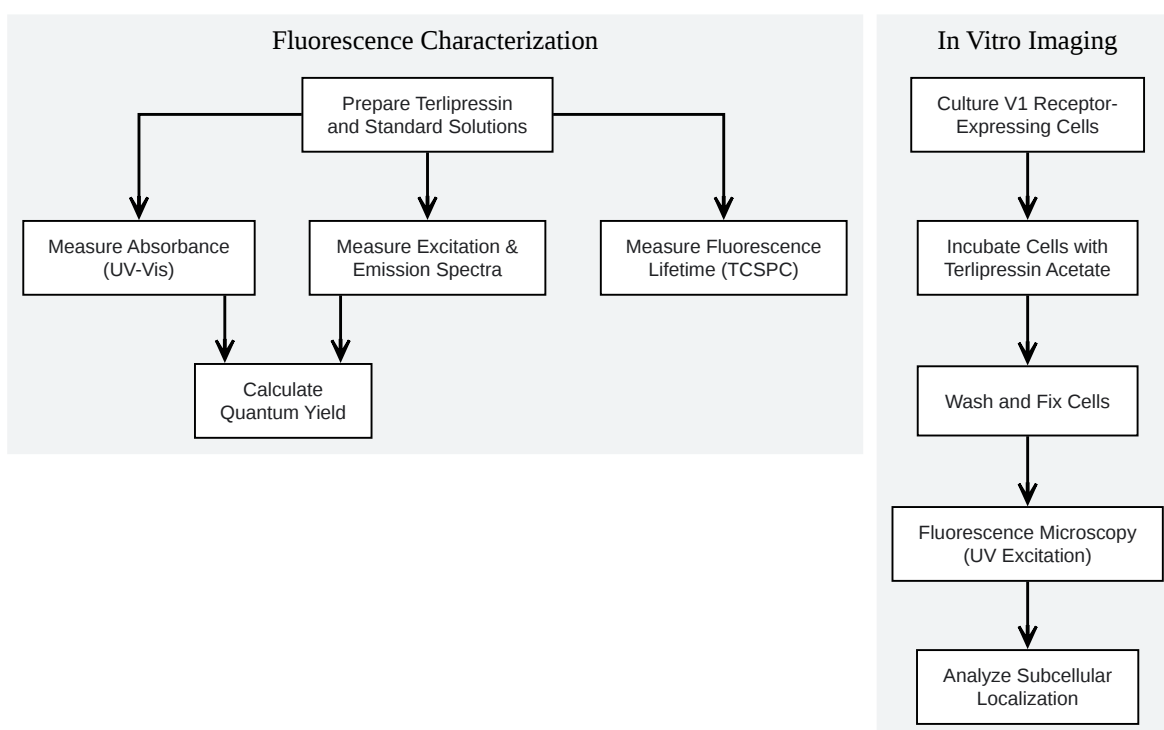 Fluorescence Characterization
Prepare Terlipressin
and Standard Solutions
Measure Absorbance
(UV-Vis)
Measure Excitation &
Emission Spectra
Measure Fluorescence
Lifetime (TCSPC)
Calculate
Quantum Yield
In Vitro Imaging
Culture V1 Receptor-
Expressing Cells
Incubate Cells with
Terlipressin Acetate
Wash and Fix Cells
Fluorescence Microscopy
(UV Excitation)
Analyze Subcellular
Localization